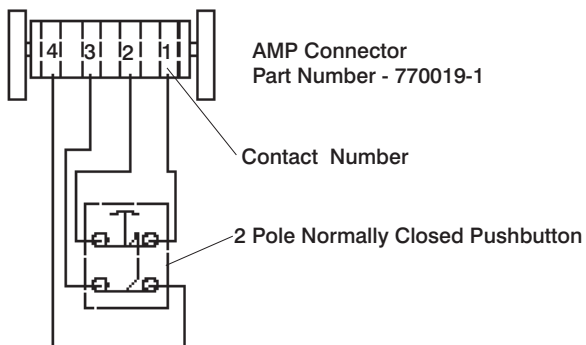 4 3 2 1
AMP Connector
Part Number - 770019-1
Contact Number
2 Pole Normally Closed Pushbutton